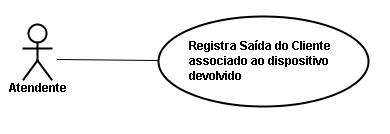 Registra Saída do Cliente
associado ao dispositivo
devolvido
Atendente